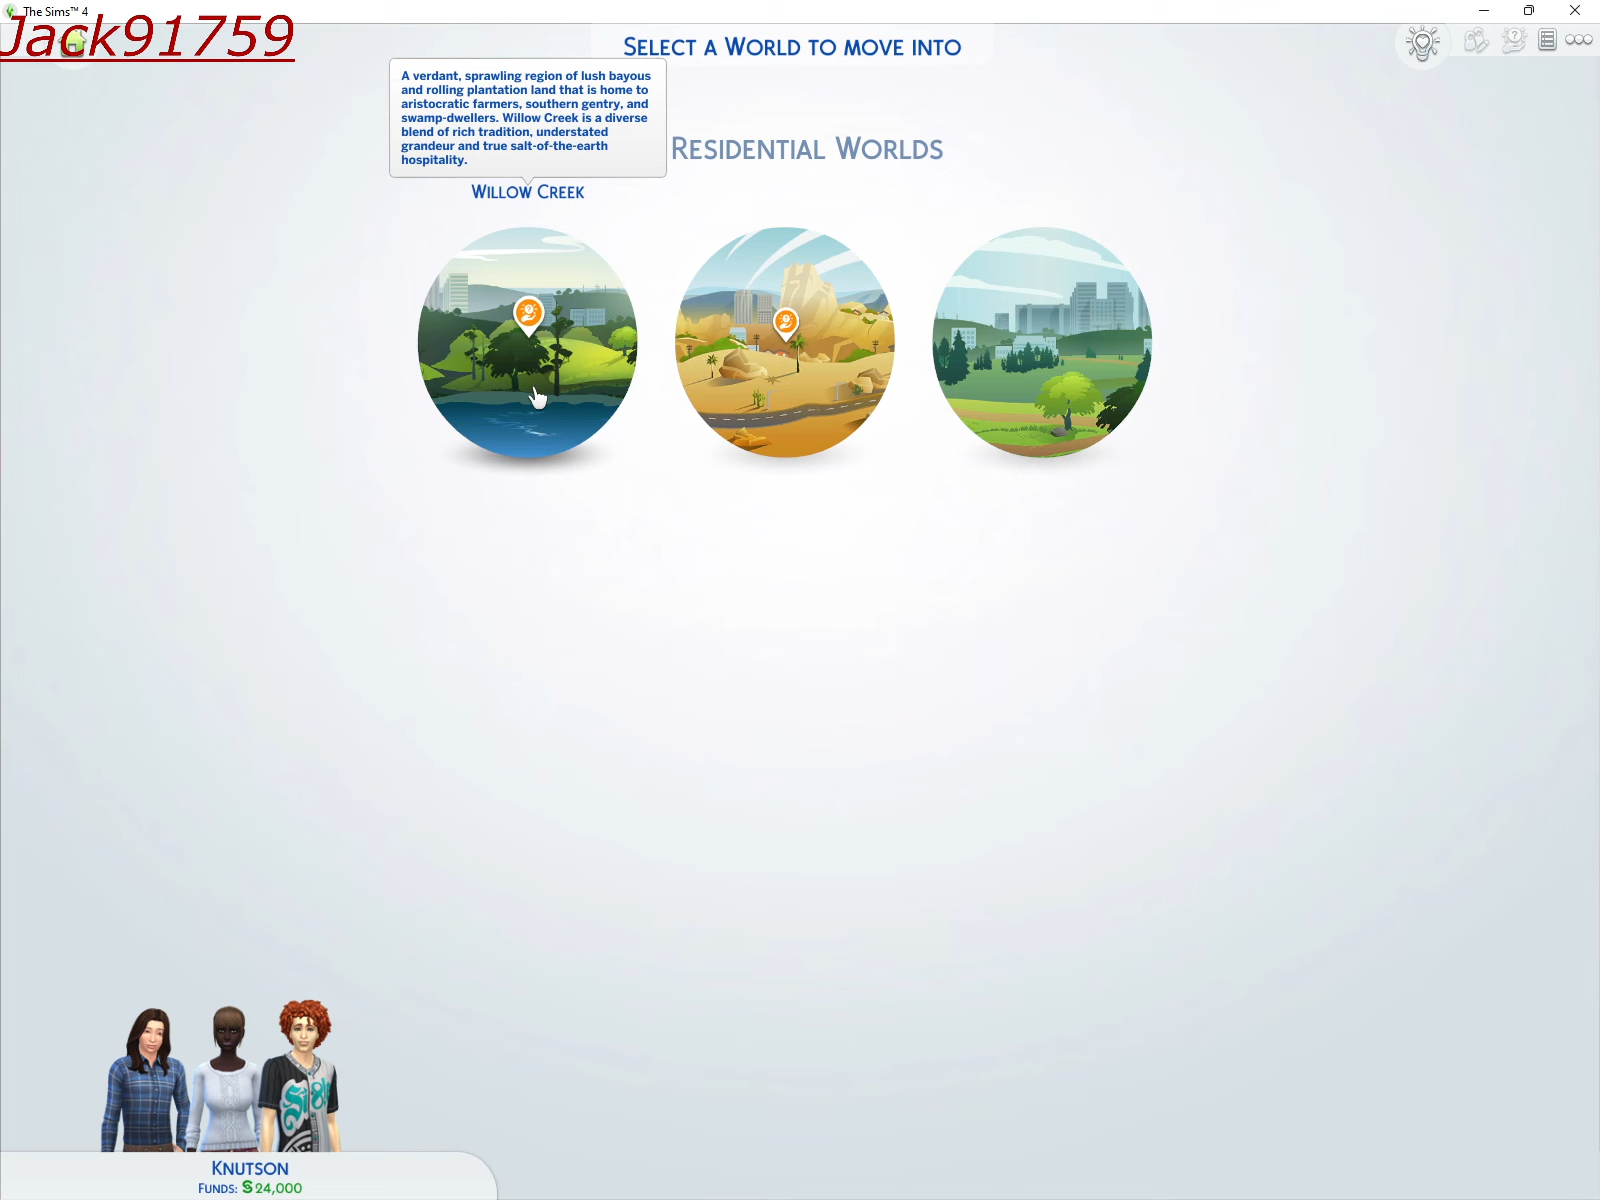 The Sims™ 4
Jack91759
SELECT A WORLD TO MOVE INTO
A verdant, sprawling region of lush bayous
and rolling plantation land that is home to
aristocratic farmers, southern gentry, and
swamp-dwellers. Willow Creek is a diverse
blend of rich tradition, understated
grandeur and true salt-of-the-earth
hospitality.
RESIDENTIAL WORLDS
WILLOW CREEK
KNUTSON
FUNDS: §24,000